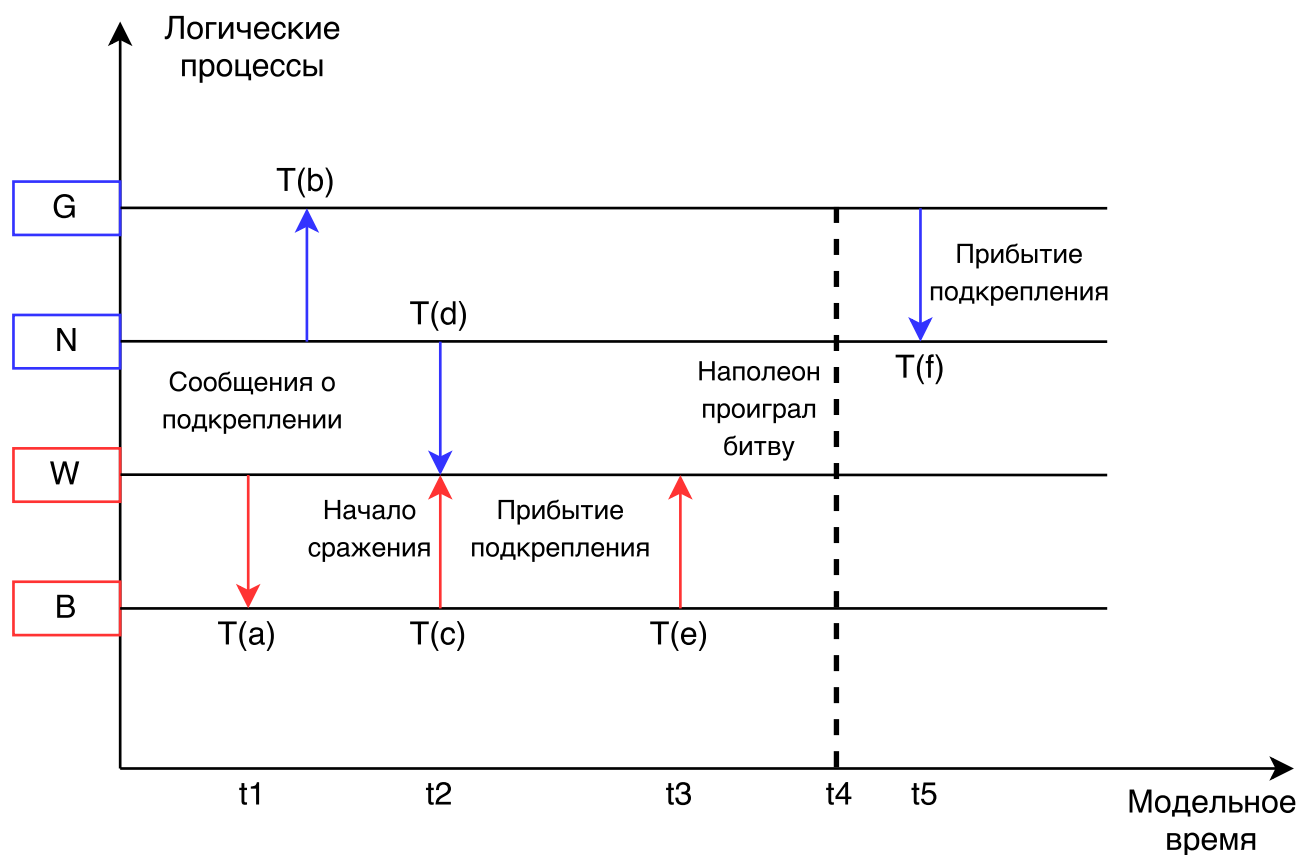 Логические
процессы
T(b)
G
Прибытие
подкрепления
T(d)
N
T(f)
Сообщения о
подкреплении
Наполеон
проиграл
битву
W
Начало
сражения
Прибытие
подкрепления
B
T(a)
T(c)
T(e)
t1
t2
t3
t4
t5
Модельное
время